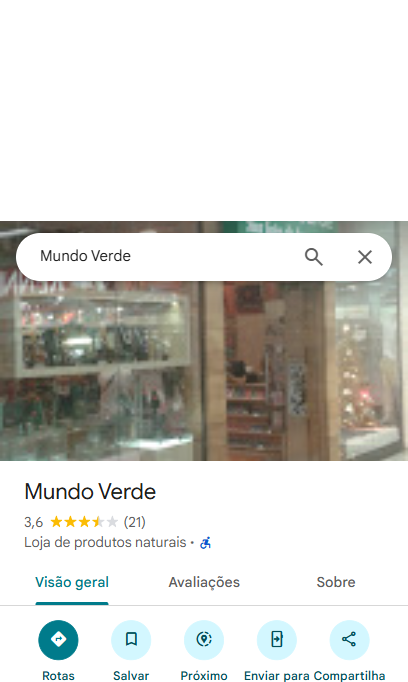 Mundo Verde
Mundo Verde
3,6 (21)
Loja de produtos naturais ·
Visão geral Avaliações Sobre
Rotas Salvar Próximo Enviar para Compartilha